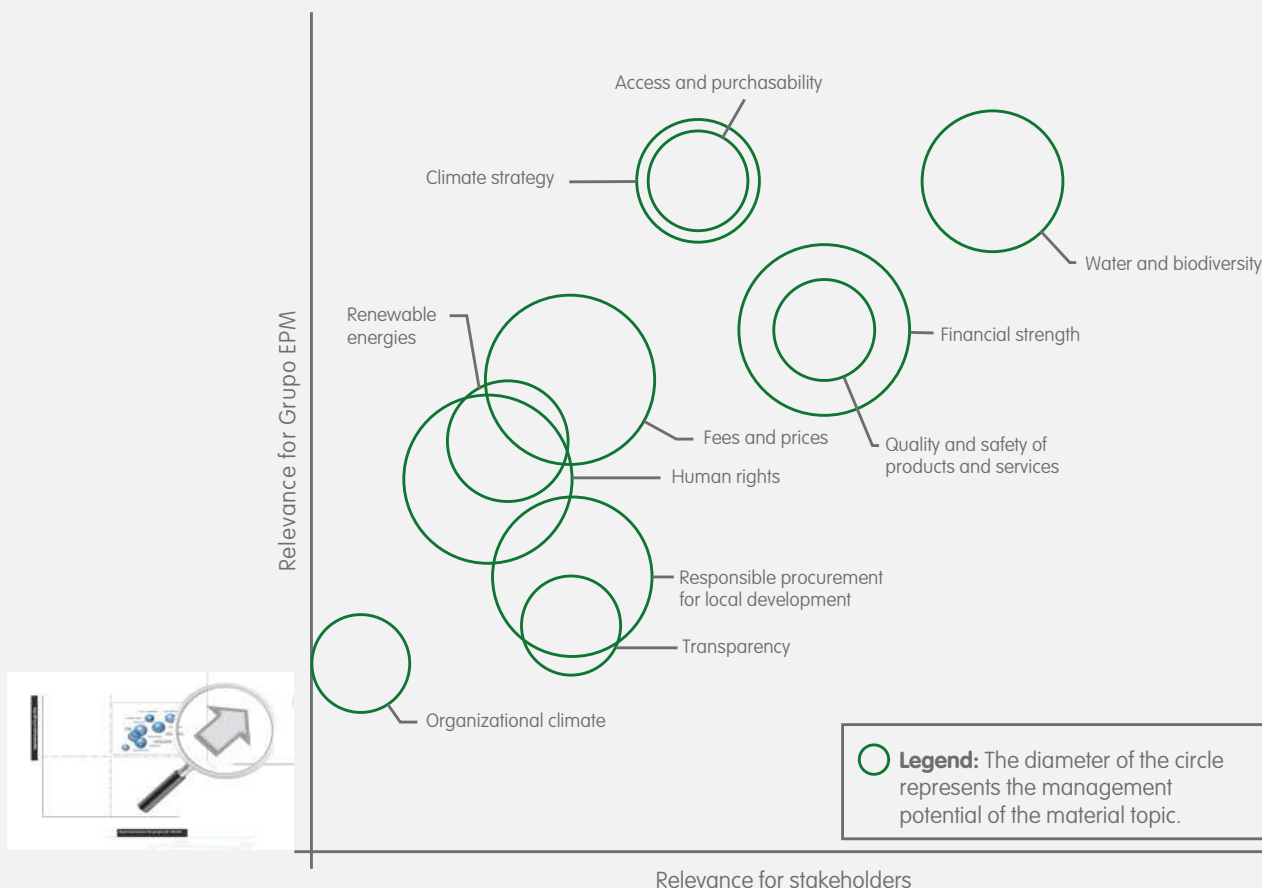 Access and purchasability
Climate strategy
Water and biodiversity
Renewable
energies
Financial strength
Fees and prices
Quality and safety of
products and services
Human rights
Responsible procurement
for local development
Transparency
Organizational climate
Relevance for Grupo EPM
Legend: The diameter of the circle
represents the management
potential of the material topic.
Relevance for stakeholders